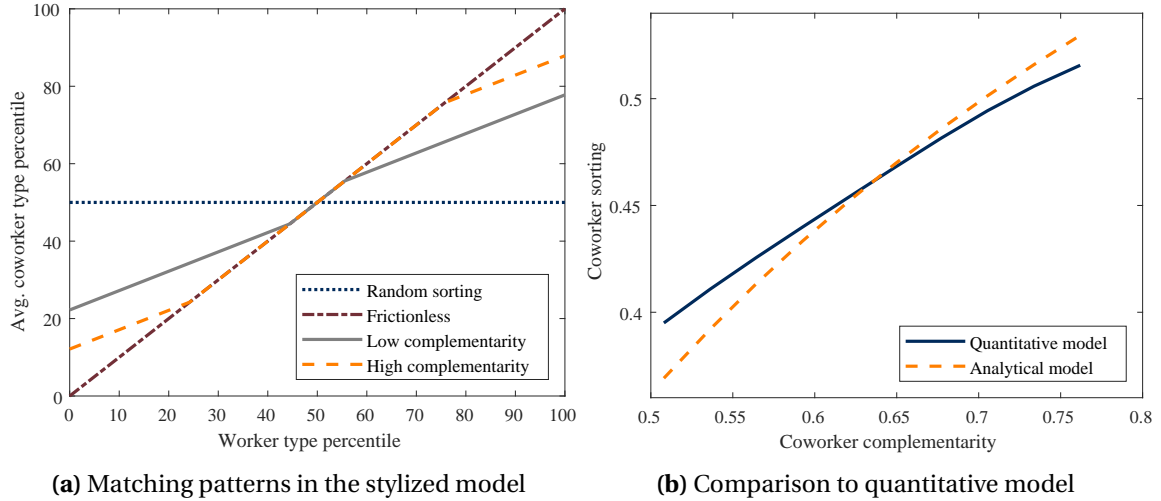 100
80
60
40
20
0
Avg. coworker type percentile
Random sorting
Frictionless
Low complementarity
High complementarity
0 10 20 30 40 50 60 70 80 90 100
Worker type percentile
(a) Matching patterns in the stylized model
0.5
0.45
0.4
Coworker sorting
Quantitative model
Analytical model
0.5 0.55 0.6 0.65 0.7 0.75 0.8
Coworker complementarity
(b) Comparison to quantitative model